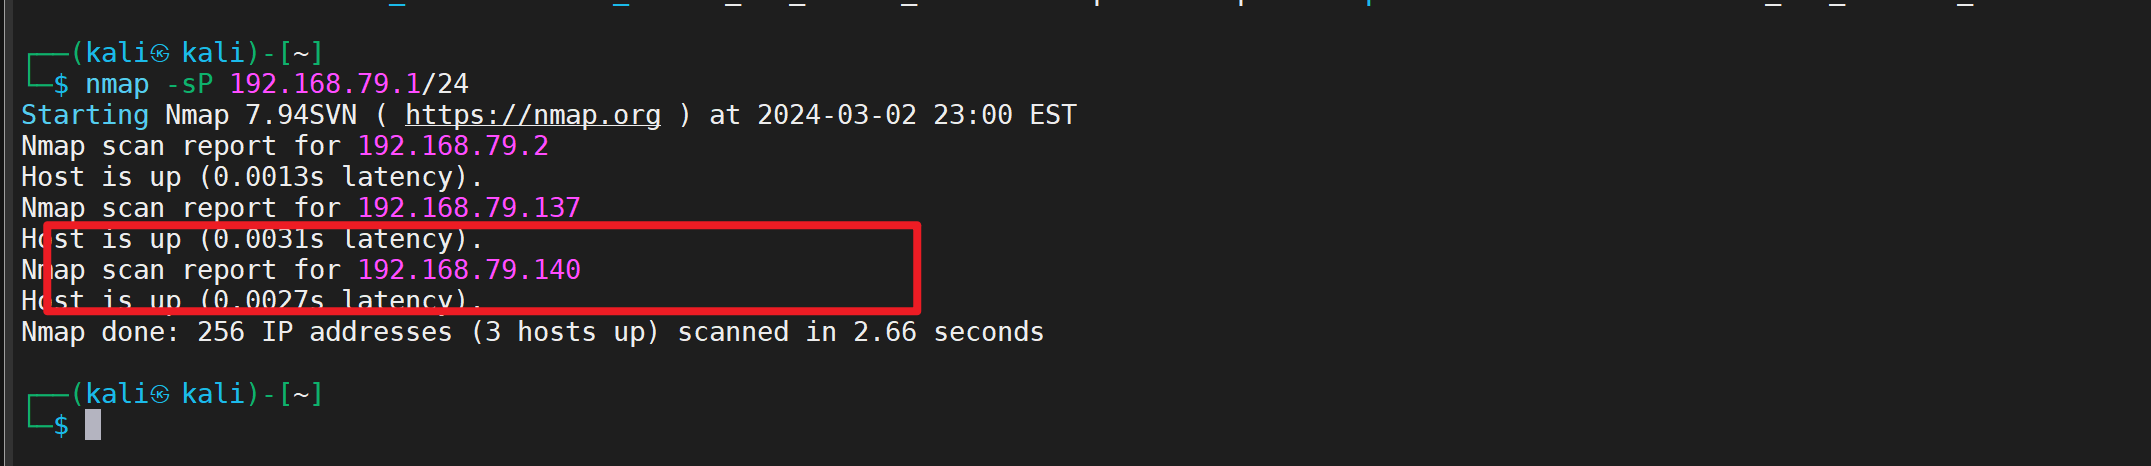 ┌──(kali㉿ kali)-[~]
└─$ nmap -sP 192.168.79.1/24
Starting Nmap 7.94SVN ( https://nmap.org ) at 2024-03-02 23:00 EST
Nmap scan report for 192.168.79.2
Host is up (0.0013s latency).
Nmap scan report for 192.168.79.137
Host is up (0.0031s latency).
Nmap scan report for 192.168.79.140
Host is up (0.0027s latency).
Nmap done: 256 IP addresses (3 hosts up) scanned in 2.66 seconds
┌──(kali㉿ kali)-[~]
└─$